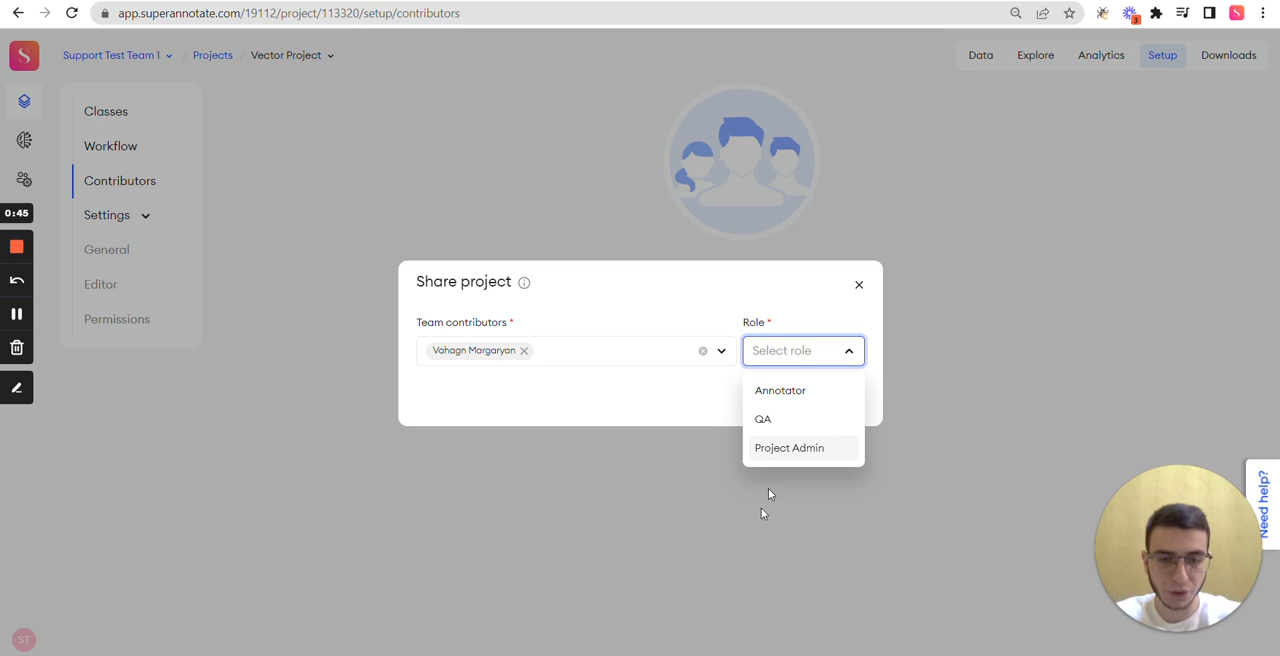 app.superannotate.com/19112/project/113320/setup/contributors
3
S
S
Support Test Team 1 / Projects / Vector Project
Data Explore Analytics Setup Downloads
Classes
Workflow
Contributors
Settings
General
Editor
Permissions
0:45
Share project
Team contributors *
Role *
Vahagn Margaryan
Select role
Annotator
QA
Project Admin
Need help?
ST